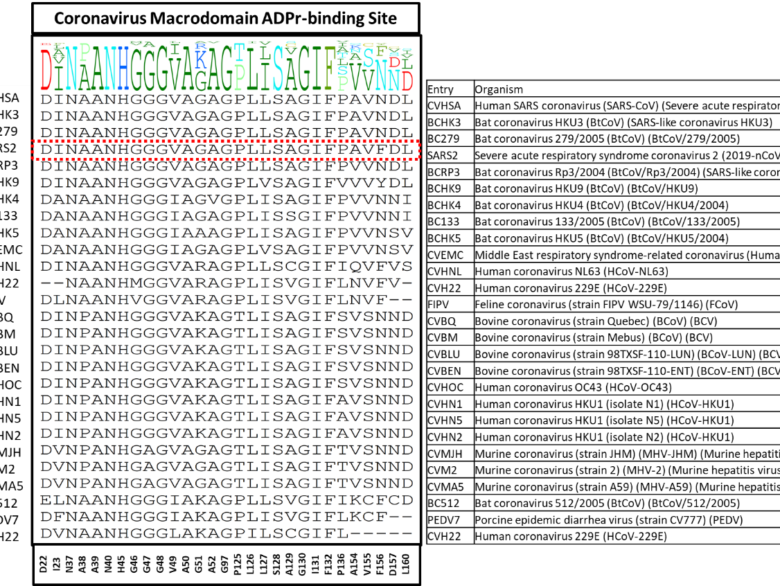 Coronavirus Macrodomain ADPr-binding Site
HSA DINAANHGGGVAGAGPLLSAGIFPAVNDL
HK3 DINAANHGGGVAGAGPLLSAGIFPAVNDL
279 DINAANHGGGVAGAGPLLSAGIFPVVNDL
RS2 DINAANHGGGVAGAGPLLSAGIFPAVFDL
RP3 DINAANHGGGVAGAGPLLSAGIFPVVNDL
HK9 DINAANHGGGVAGAGPLVSAGIFVVVYDL
HK4 DANAANHGGGIAGVGPLISAGIFPVVNNI
133 DANAANHGGGIAGAGPLISSGIFPVVNNI
HK5 DANAANHGGGIAAAGPLISAGIFPVVNSV
EMC DANAANHGGGIAGAGPLVSAGIFPVVNSV
HNL DINAANHGGGVARAGPLLSCGIFIQVFVS
H22 --NAANHMGGVARAGPLISVGIFLNVFV-
V DLNAANHVGGVAKAGPLISVGIFLNVF--
BQ DINPANHGGGVAKAGTLISAGIFSVSNND
BM DINPANHGGGVAKAGTLISAGIFSVSNND
BLU DINPANHGGGVAKAGTLISAGIFSVSNND
BEN DINPANHGGGVAKAGTLISAGIFSVSNND
HOC DINPANHGGGVAKAGTLISAGIFSVSNND
HN1 DINPANHGGGVAKAGTLISAGIFAVSNND
HN5 DINPANHGGGVAKAGTLISAGIFAVSNND
HN2 DINPANHGGGVAKAGTLISAGIFAVSNND
MJH DVNPANHGAGVAGAGTLISAGIFTVSNND
M2 DVNPANHGAGVAGAGTLISAGIFTVSNND
MA5 DVNPANHGAGVAGAGTLISAGIFTVSNND
512 ELNAANHGGGIAKAGPLLSVGIFIKCFCD
DV7 DFNAANHGGGIAKAGPLISVGIFLKCF--
H22 DVNAANHGGGIAKAGPLISVGIFL-----
D22 I23 N37 A38 A39 N40 H45 G46 G47 G48 V49 A50 G51 A52 G97 P125 L126 L127 S128 A129 G130 I131 F132 P136 A154 V155 F156 D157 L160
Entry Organism
CVHSA Human SARS coronavirus (SARS-CoV) (Severe acute respirator
BCHK3 Bat coronavirus HKU3 (BtCoV) (SARS-like coronavirus HKU3)
BC279 Bat coronavirus 279/2005 (BtCoV) (BtCoV/279/2005)
SARS2 Severe acute respiratory syndrome coronavirus 2 (2019-nCoV
BCRP3 Bat coronavirus Rp3/2004 (BtCoV/Rp3/2004) (SARS-like coron
BCHK9 Bat coronavirus HKU9 (BtCoV) (BtCoV/HKU9)
BCHK4 Bat coronavirus HKU4 (BtCoV) (BtCoV/HKU4/2004)
BC133 Bat coronavirus 133/2005 (BtCoV) (BtCoV/133/2005)
BCHK5 Bat coronavirus HKU5 (BtCoV) (BtCoV/HKU5/2004)
CVEMC Middle East respiratory syndrome-related coronavirus (Huma
CVHNL Human coronavirus NL63 (HCoV-NL63)
CVH22 Human coronavirus 229E (HCoV-229E)
FIPV Feline coronavirus (strain FIPV WSU-79/1146) (FCoV)
CVBQ Bovine coronavirus (strain Quebec) (BCoV) (BCV)
CVBM Bovine coronavirus (strain Mebus) (BCoV) (BCV)
CVBLU Bovine coronavirus (strain 98TXSF-110-LUN) (BCoV-LUN) (BCV
CVBEN Bovine coronavirus (strain 98TXSF-110-ENT) (BCoV-ENT) (BCV
CVHOC Human coronavirus OC43 (HCoV-OC43)
CVHN1 Human coronavirus HKU1 (isolate N1) (HCoV-HKU1)
CVHN5 Human coronavirus HKU1 (isolate N5) (HCoV-HKU1)
CVHN2 Human coronavirus HKU1 (isolate N2) (HCoV-HKU1)
CVMJH Murine coronavirus (strain JHM) (MHV-JHM) (Murine hepatiti
CVM2 Murine coronavirus (strain 2) (MHV-2) (Murine hepatitis virus
CVMA5 Murine coronavirus (strain A59) (MHV-A59) (Murine hepatitis
BC512 Bat coronavirus 512/2005 (BtCoV) (BtCoV/512/2005)
PEDV7 Porcine epidemic diarrhea virus (strain CV777) (PEDV)
CVH22 Human coronavirus 229E (HCoV-229E)